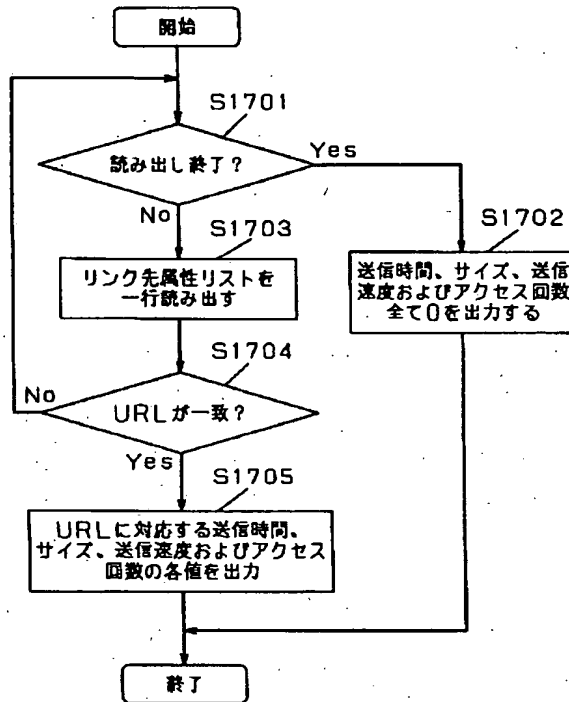 開始
S1701
読み出し終了?
Yes
No
S1703
S1702
リンク先属性リストを
一行読み出す
送信時間、サイズ、送信
速度およびアクセス回数
全て0を出力する
S1704
No
URLが一致?
Yes
S1705
URLに対応する送信時間、
サイズ、送信速度およびアクセス
回数の各値を出力
終了